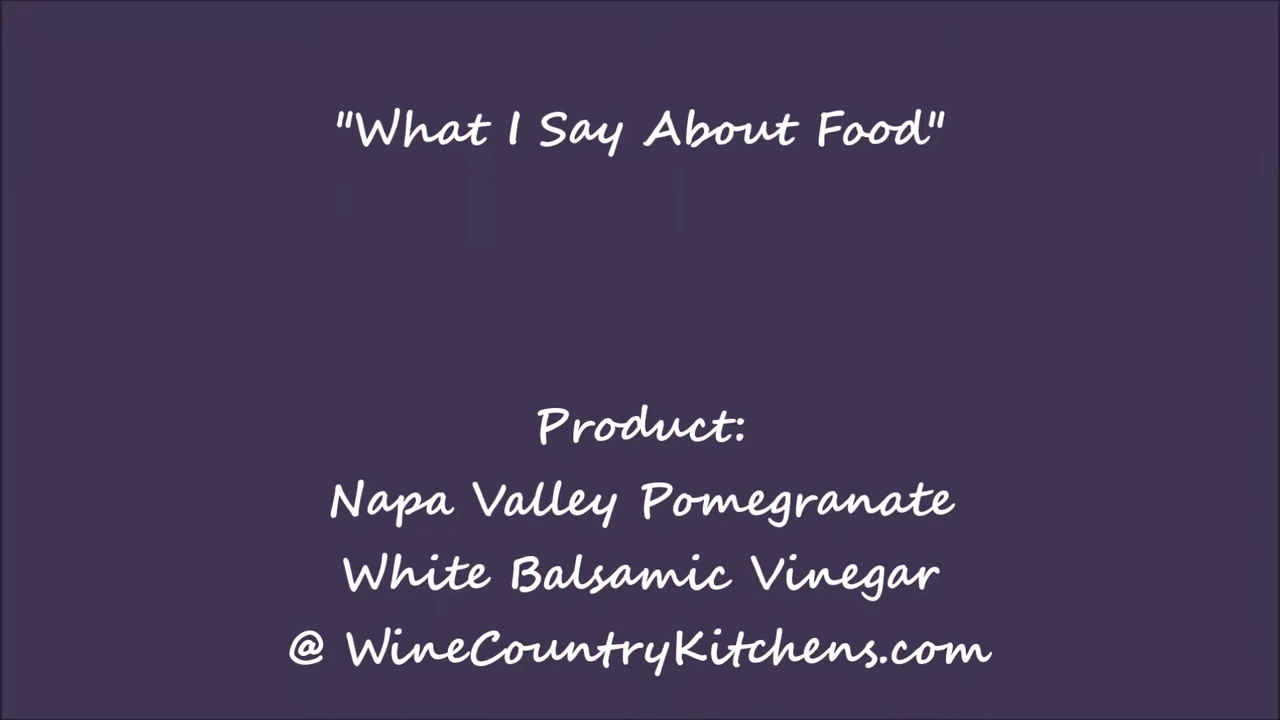 "What I Say About Food"
Product:
Napa Valley Pomegranate
White Balsamic Vinegar
@ WineCountryKitchens.com